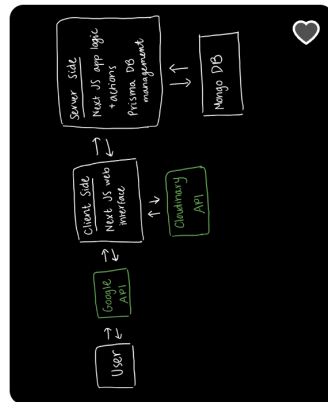 User
Google
API
Client Side
Next JS web
interface
Cloudinary
API
Server Side
Next JS app logic
+ actions
Prisma DB
management
Mongo DB